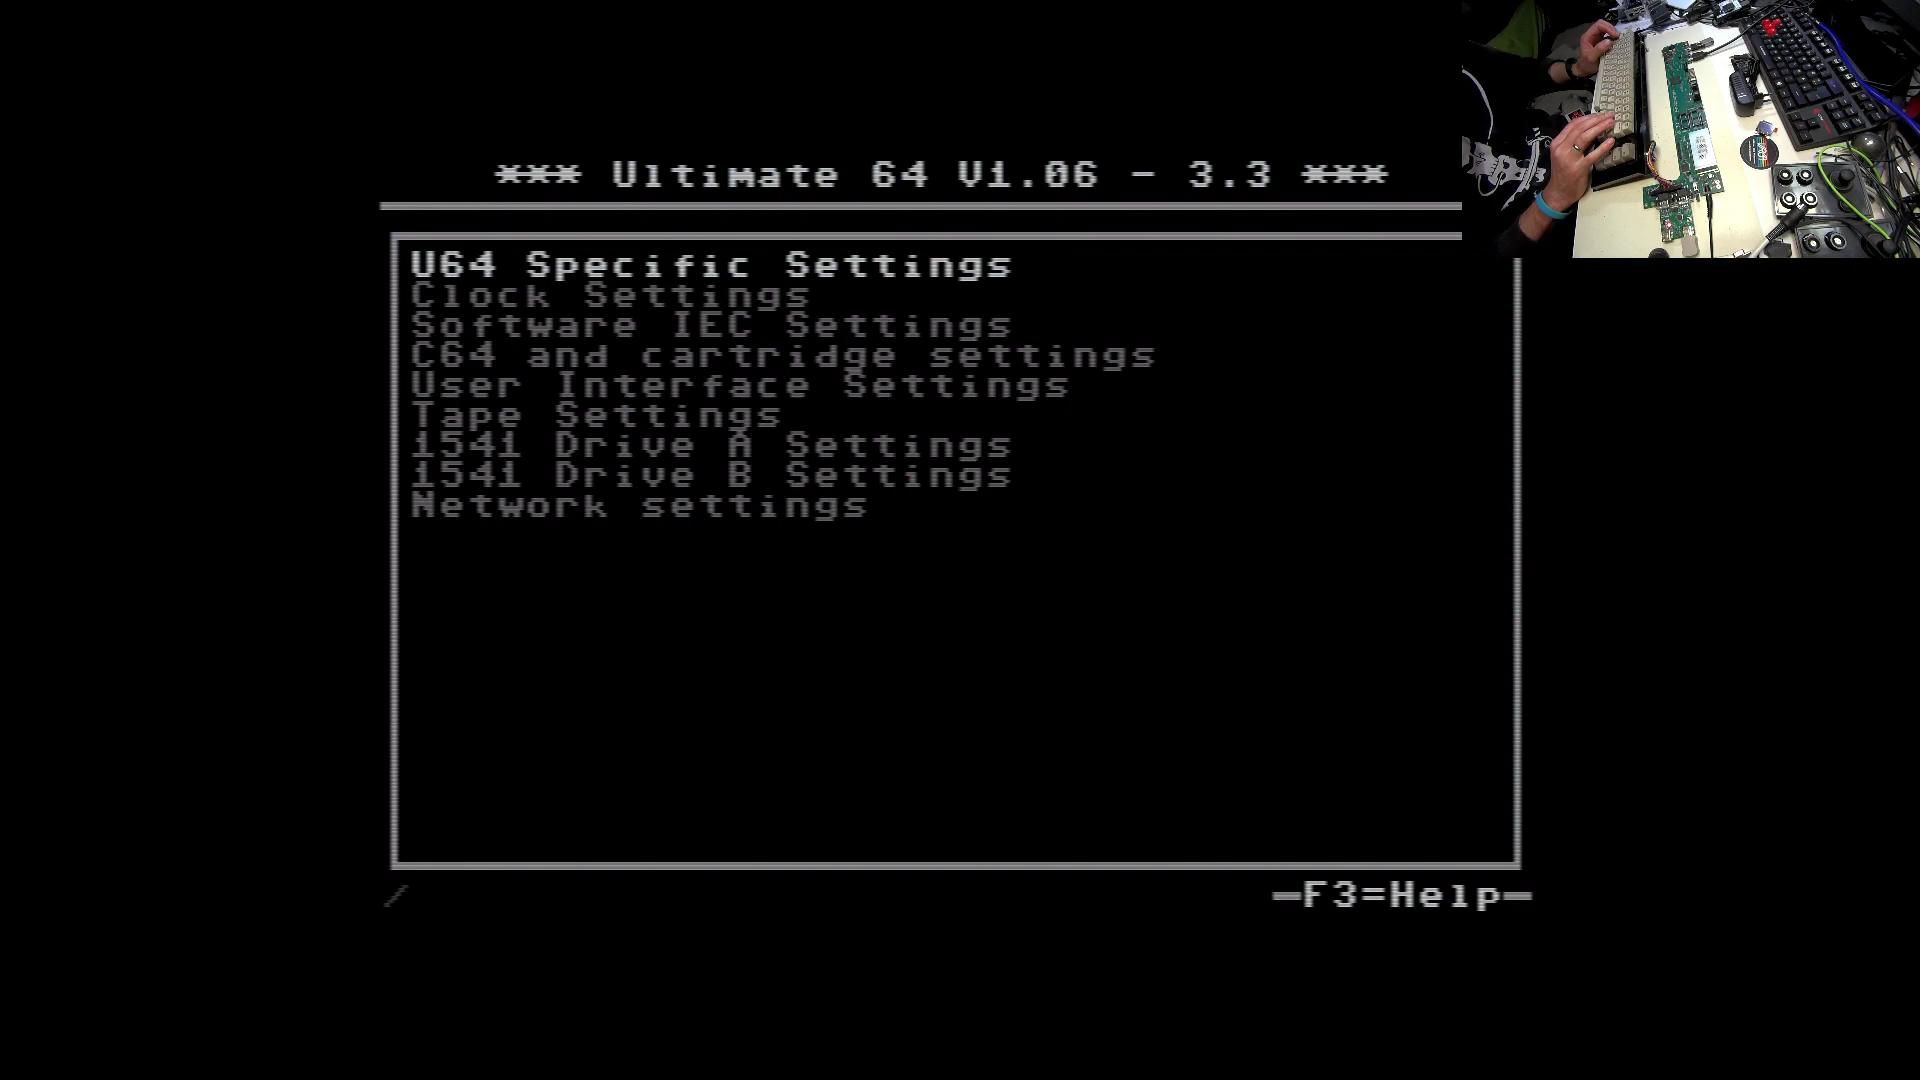 *** Ultimate 64 V1.06 - 3.3 ***
U64 Specific Settings
Clock Settings
Software IEC Settings
C64 and cartridge settings
User Interface Settings
Tape Settings
1541 Drive A Settings
1541 Drive B Settings
Network settings
/
-F3=Help-